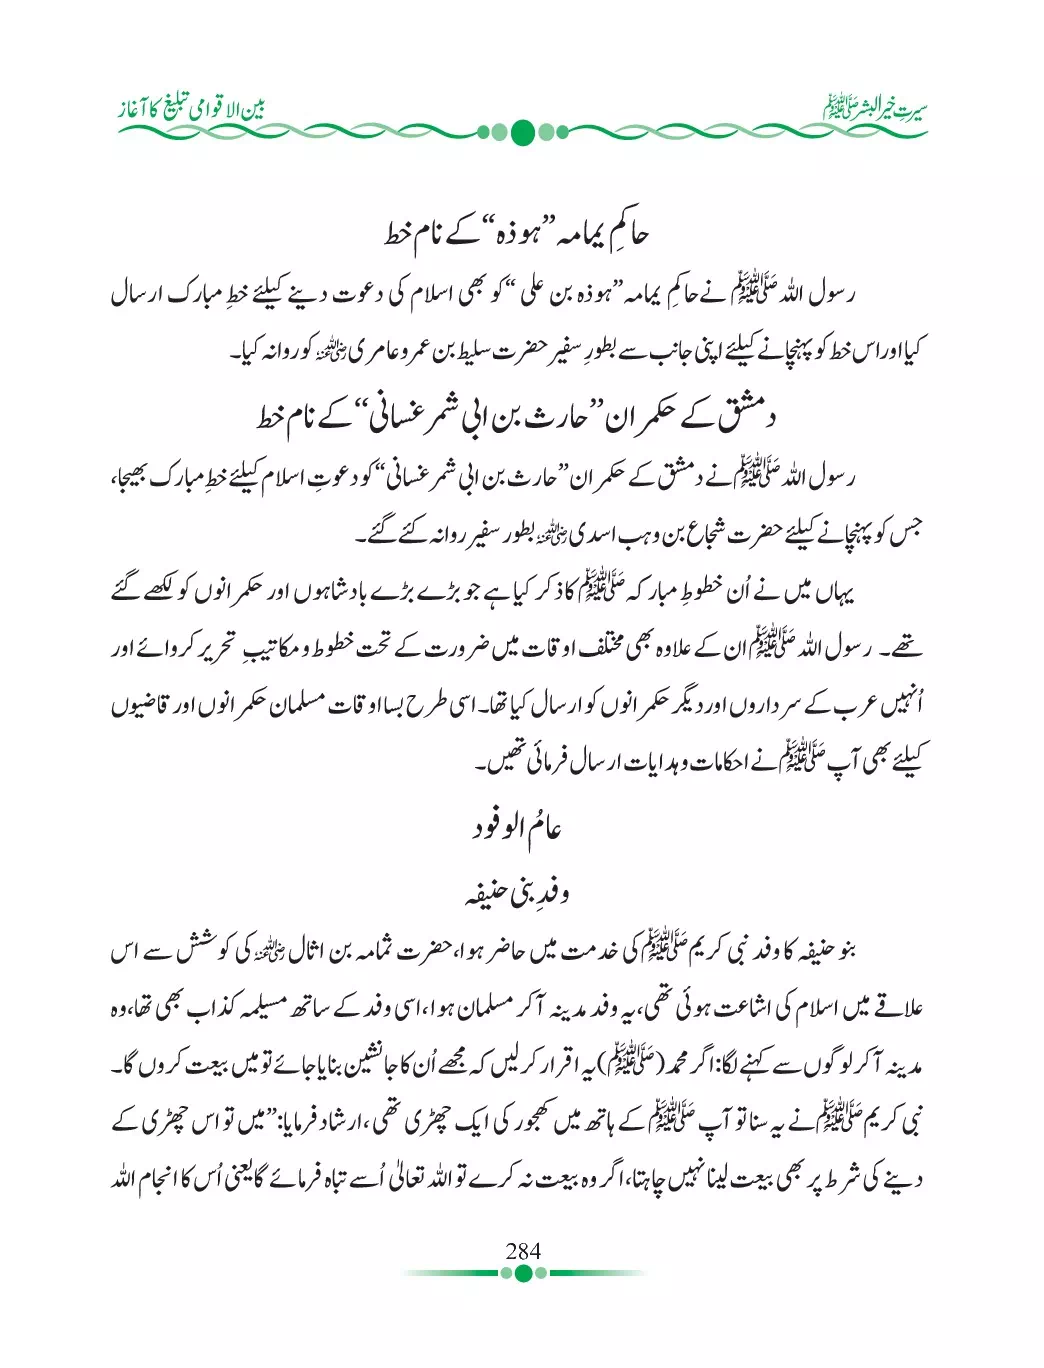 سیرتِ خیر البشر ﷺ
بین الاقوامی تبلیغ کا آغاز
حاکمِ یمامہ ”ہوذہ“ کے نام خط
رسول اللہ ﷺ نے حاکمِ یمامہ ”ہوذہ بن علی“ کو بھی اسلام کی دعوت دینے کیلئے خطِ مبارک ارسال
کیا اور اس خط کو پہنچانے کیلئے اپنی جانب سے بطورِ سفیر حضرت سلیط بن عمرو عامری رضی اللہ عنہ کو روانہ کیا۔
دمشق کے حکمران ”حارث بن ابی شمر غسانی“ کے نام خط
رسول اللہ ﷺ نے دمشق کے حکمران ”حارث بن ابی شمر غسانی“ کو دعوتِ اسلام کیلئے خطِ مبارک بھیجا،
جس کو پہنچانے کیلئے حضرت شجاع بن وہب اسدی رضی اللہ عنہ بطور سفیر روانہ کئے گئے۔
یہاں میں نے اُن خطوطِ مبارکہ ﷺ کا ذکر کیا ہے جو بڑے بڑے بادشاہوں اور حکمرانوں کو لکھے گئے
تھے۔ رسول اللہ ﷺ ان کے علاوہ بھی مختلف اوقات میں ضرورت کے تحت خطوط و مکاتیبِ تحریر کروائے اور
اُنہیں عرب کے سرداروں اور دیگر حکمرانوں کو ارسال کیا تھا۔ اسی طرح بسا اوقات مسلمان حکمرانوں اور قاضیوں
کیلئے بھی آپ ﷺ نے احکامات و ہدایات ارسال فرمائی تھیں۔
عامُ الوفود
وفدِ بنی حنیفہ
بنو حنیفہ کا وفد نبی کریم ﷺ کی خدمت میں حاضر ہوا، حضرت ثمامہ بن اثال رضی اللہ عنہ کی کوشش سے اس
علاقے میں اسلام کی اشاعت ہوئی تھی، یہ وفد مدینہ آکر مسلمان ہوا، اسی وفد کے ساتھ مسیلمہ کذاب بھی تھا، وہ
مدینہ آکر لوگوں سے کہنے لگا: اگر محمد (ﷺ) یہ اقرار کرلیں کہ مجھے اُن کا جانشین بنایا جائے تو میں بیعت کروں گا۔
نبی کریم ﷺ نے یہ سنا تو آپ ﷺ کے ہاتھ میں کھجور کی ایک چھڑی تھی، ارشاد فرمایا: ”میں تو اس چھڑی کے
دینے کی شرط پر بھی بیعت لینا نہیں چاہتا، اگر وہ بیعت نہ کرے تو اللہ تعالیٰ اُسے تباہ فرمائے گا یعنی اُس کا انجام اللہ
284